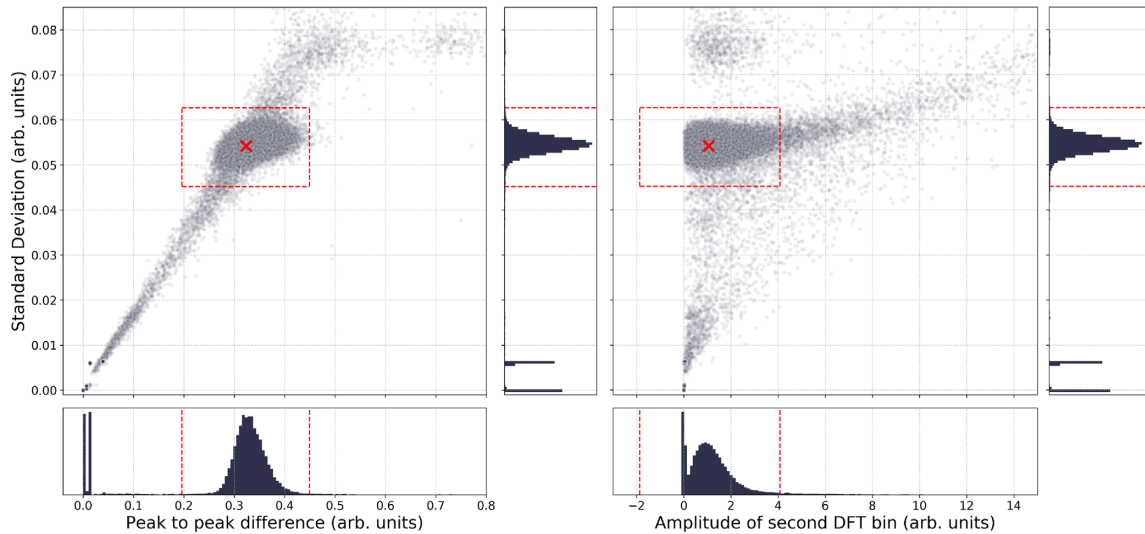 0.08
0.07
0.06
0.05
0.04
0.03
0.02
0.01
0.00
Standard Deviation (arb. units)
0.0 0.1 0.2 0.3 0.4 0.5 0.6 0.7 0.8
Peak to peak difference (arb. units)
−2 0 2 4 6 8 10 12 14
Amplitude of second DFT bin (arb. units)